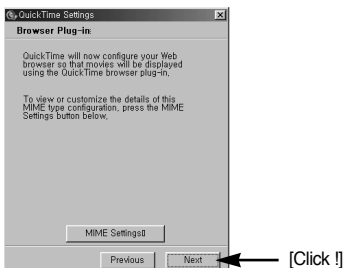 QuickTime Settings
Browser Plug-in:
QuickTime will now configure your Web
browser so that movies will be displayed
using the QuickTime browser plug-in,
To view or customize the details of this
MIME type configuration, press the MIME
Settings button below,
MIME Settings▯
Previous
Next
[Click !]